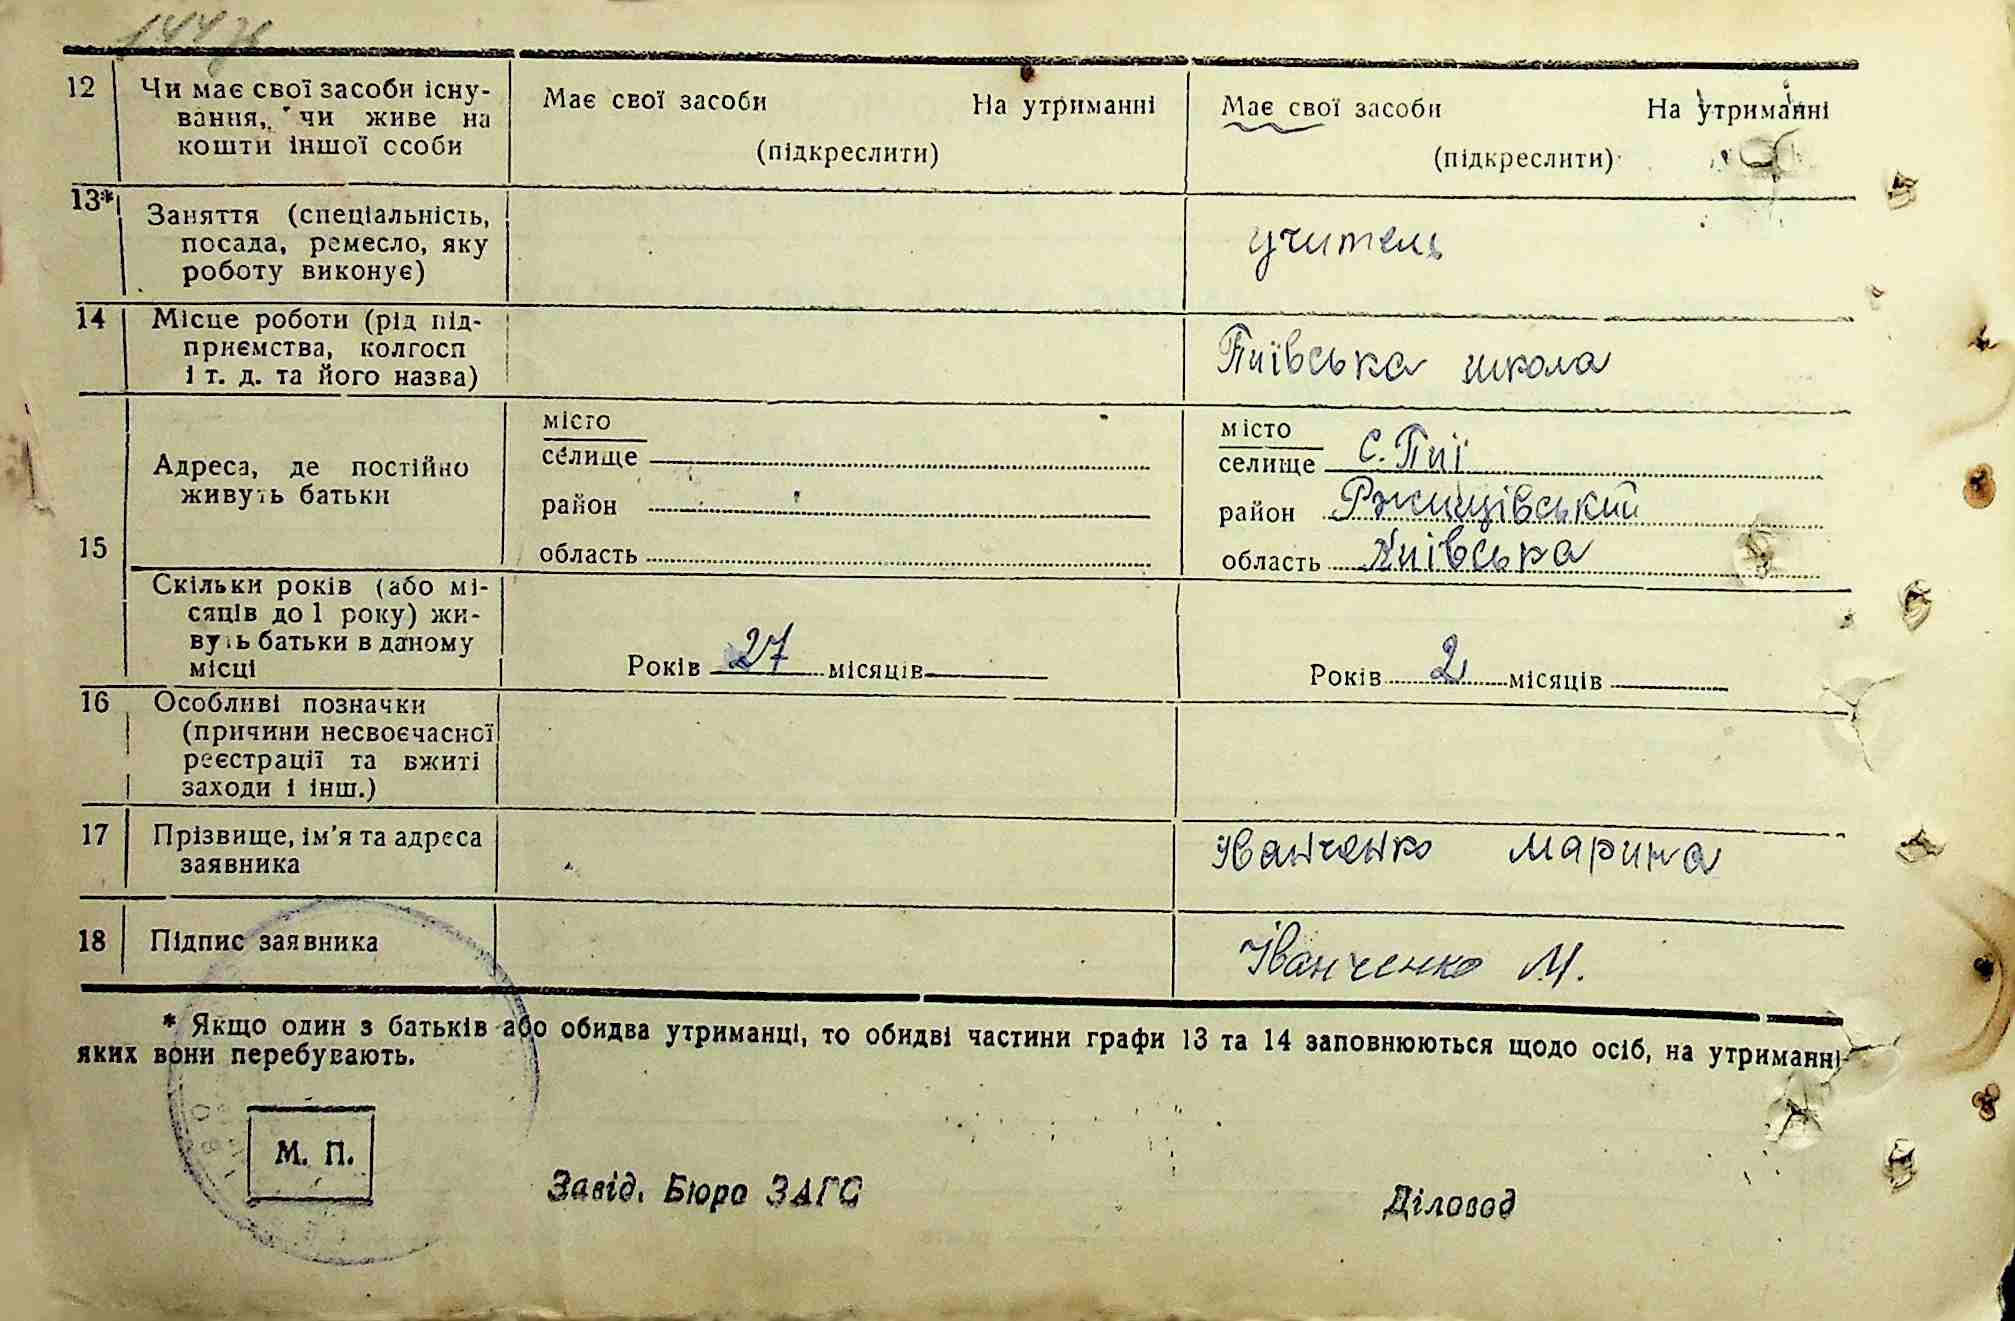 12 Чи має свої засоби існу-
вання, чи живе на
кошти іншої особи
Має свої засоби На утриманні
(підкреслити)
Має свої засоби На утриманні
(підкреслити)
13* Заняття (спеціальність,
посада, ремесло, яку
роботу виконує)
учитель
14 Місце роботи (рід під-
приємства, колгосп
і т. д. та його назва)
Пиївська школа
15
Адреса, де постійно
живуть батьки
місто
селище
район
область
місто
селище с. Пиї
район Ржищівський
область Київська
Скільки років (або мі-
сяців до 1 року) жи-
вуть батьки в даному
місці
Років 27 місяців
Років 2 місяців
16 Особливі позначки
(причини несвоєчасної
реєстрації та вжиті
заходи і інш.)
17 Прізвище, ім'я та адреса
заявника
Іванченко Марина
18 Підпис заявника
Іванченко М.
* Якщо один з батьків або обидва утриманці, то обидві частини графи 13 та 14 заповнюються щодо осіб, на утриманні
яких вони перебувають.
М. П.
Завід. Бюро ЗАГС Діловод